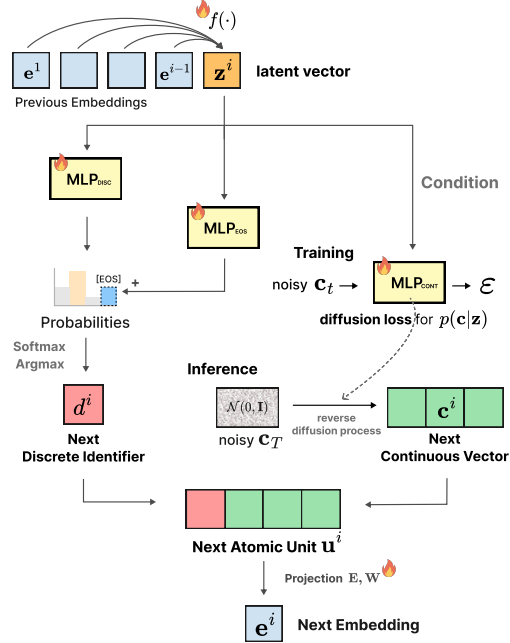 f(·)
e^1
e^{i−1}
z^i
latent vector
Previous Embeddings
MLP_DISC
MLP_EOS
Condition
[EOS]
+
Probabilities
Training
noisy c_t
MLP_CONT
ε
diffusion loss for p(c|z)
Softmax
Argmax
Inference
d^i
N(0, I)
noisy c_T
reverse
diffusion process
c^i
Next
Discrete Identifier
Next
Continuous Vector
Next Atomic Unit u^i
Projection E, W
e^i
Next Embedding